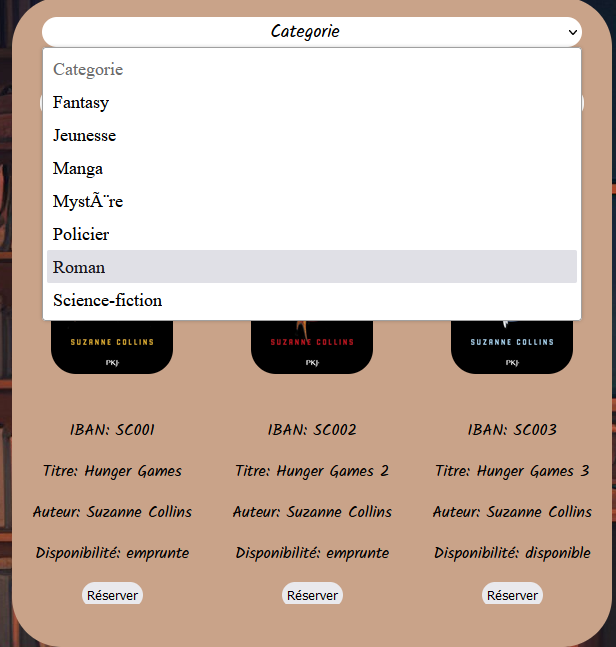 Categorie
Categorie
Fantasy
Jeunesse
Manga
MystÃ¨re
Policier
Roman
Science-fiction
SUZANNE COLLINS SUZANNE COLLINS SUZANNE COLLINS
PKJ. PKJ. PKJ.
IBAN: SC001 IBAN: SC002 IBAN: SC003
Titre: Hunger Games Titre: Hunger Games 2 Titre: Hunger Games 3
Auteur: Suzanne Collins Auteur: Suzanne Collins Auteur: Suzanne Collins
Disponibilité: emprunte Disponibilité: emprunte Disponibilité: disponible
Réserver Réserver Réserver